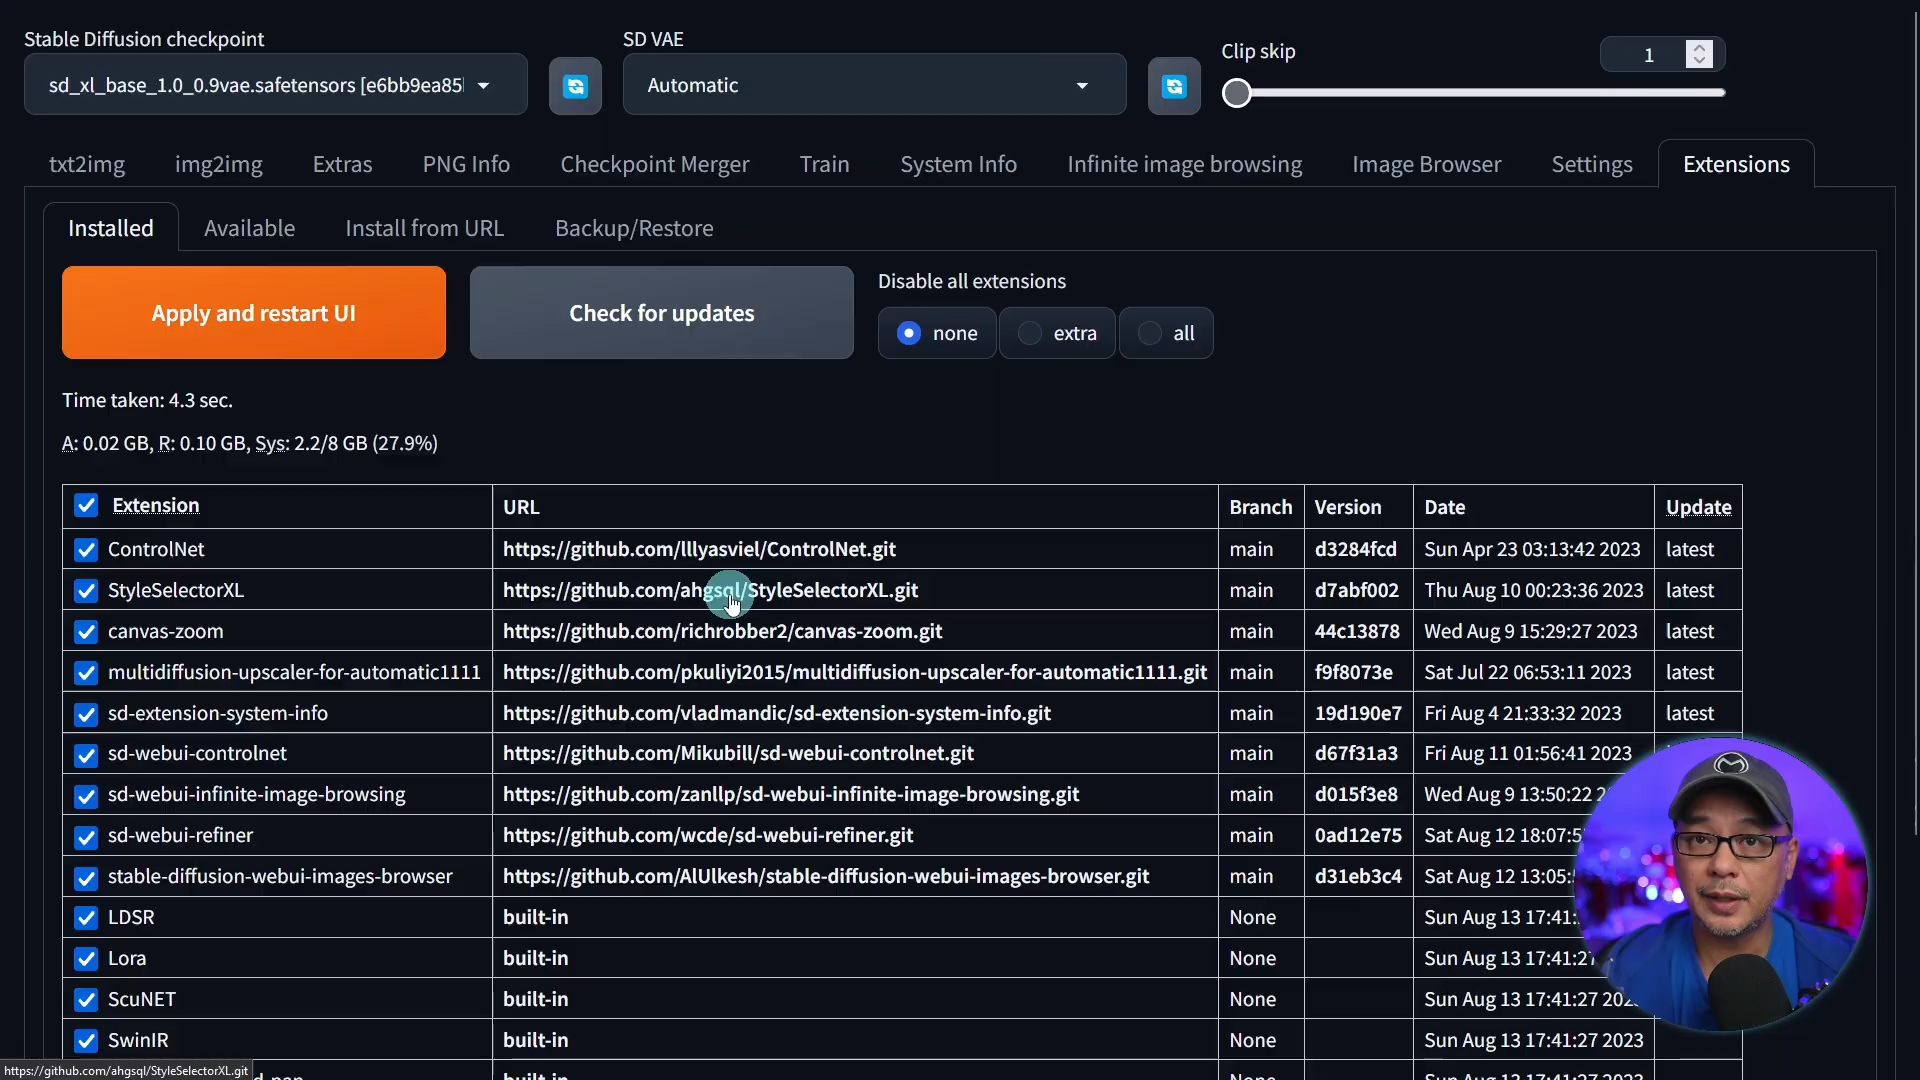 Stable Diffusion checkpoint
SD VAE
Clip skip
1
sd_xl_base_1.0_0.9vae.safetensors [e6bb9ea85
Automatic
txt2img img2img Extras PNG Info Checkpoint Merger Train System Info Infinite image browsing Image Browser Settings Extensions
Installed Available Install from URL Backup/Restore
Apply and restart UI
Check for updates
Disable all extensions
none extra all
Time taken: 4.3 sec.
A: 0.02 GB, R: 0.10 GB, Sys: 2.2/8 GB (27.9%)
Extension URL Branch Version Date Update
ControlNet https://github.com/lllyasviel/ControlNet.git main d3284fcd Sun Apr 23 03:13:42 2023 latest
StyleSelectorXL https://github.com/ahgsql/StyleSelectorXL.git main d7abf002 Thu Aug 10 00:23:36 2023 latest
canvas-zoom https://github.com/richrobber2/canvas-zoom.git main 44c13878 Wed Aug 9 15:29:27 2023 latest
multidiffusion-upscaler-for-automatic1111 https://github.com/pkuliyi2015/multidiffusion-upscaler-for-automatic1111.git main f9f8073e Sat Jul 22 06:53:11 2023 latest
sd-extension-system-info https://github.com/vladmandic/sd-extension-system-info.git main 19d190e7 Fri Aug 4 21:33:32 2023 latest
sd-webui-controlnet https://github.com/Mikubill/sd-webui-controlnet.git main d67f31a3 Fri Aug 11 01:56:41 2023
sd-webui-infinite-image-browsing https://github.com/zanllp/sd-webui-infinite-image-browsing.git main d015f3e8 Wed Aug 9 13:50:22
sd-webui-refiner https://github.com/wcde/sd-webui-refiner.git main 0ad12e75 Sat Aug 12 18:07:5
stable-diffusion-webui-images-browser https://github.com/AlUlkesh/stable-diffusion-webui-images-browser.git main d31eb3c4 Sat Aug 12 13:05:
LDSR built-in None Sun Aug 13 17:41:
Lora built-in None Sun Aug 13 17:41:27
ScuNET built-in None Sun Aug 13 17:41:27
SwinIR built-in None Sun Aug 13 17:41:27 2023
https://github.com/ahgsql/StyleSelectorXL.git